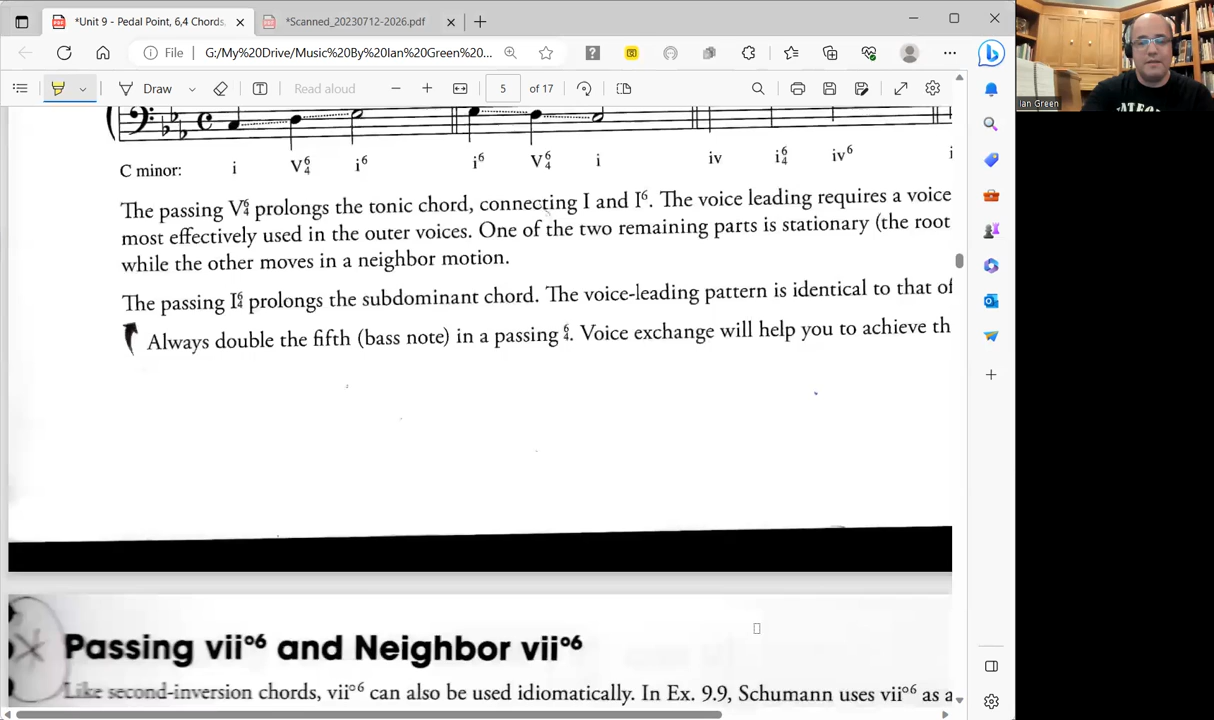 *Unit 9 - Pedal Point, 6,4 Chords,
*Scanned_20230712-2026.pdf
File G:/My%20Drive/Music%20By%20Ian%20Green%20...
Draw Read aloud 5 of 17
Ian Green
C minor: i V6/4 i6 i6 V6/4 i iv i6/4 iv6 i
The passing V6/4 prolongs the tonic chord, connecting I and I6. The voice leading requires a voice
most effectively used in the outer voices. One of the two remaining parts is stationary (the root
while the other moves in a neighbor motion.
The passing I6/4 prolongs the subdominant chord. The voice-leading pattern is identical to that of
Always double the fifth (bass note) in a passing 6/4. Voice exchange will help you to achieve th
Passing vii°6 and Neighbor vii°6
Like second-inversion chords, vii°6 can also be used idiomatically. In Ex. 9.9, Schumann uses vii°6 as a